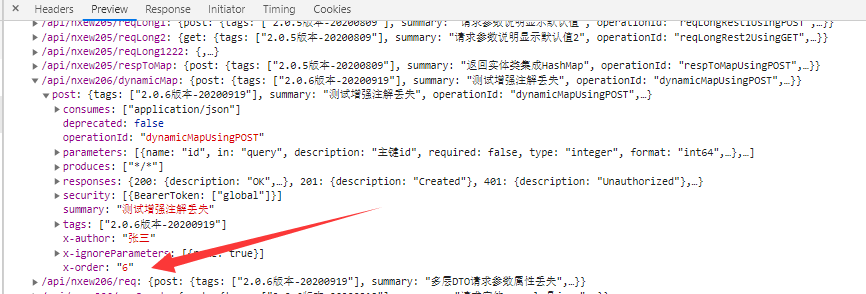 Headers Preview Response Initiator Timing Cookies
/api/nxew205/reqLong1: {post: {tags: ["2.0.5版本-20200809"], summary: "请求参数说明显示默认值", operationId: "reqLongRest1UsingPOST",…}}
/api/nxew205/reqLong2: {get: {tags: ["2.0.5版本-20200809"], summary: "请求参数说明显示默认值2", operationId: "reqLongRest2UsingGET",…}}
/api/nxew205/reqLong1222: {,…}
/api/nxew205/respToMap: {post: {tags: ["2.0.5版本-20200809"], summary: "返回实体类集成HashMap", operationId: "respToMapUsingPOST",…}}
/api/nxew206/dynamicMap: {post: {tags: ["2.0.6版本-20200919"], summary: "测试增强注解丢失", operationId: "dynamicMapUsingPOST",…}}
post: {tags: ["2.0.6版本-20200919"], summary: "测试增强注解丢失", operationId: "dynamicMapUsingPOST",…}
consumes: ["application/json"]
deprecated: false
operationId: "dynamicMapUsingPOST"
parameters: [{name: "id", in: "query", description: "主键id", required: false, type: "integer", format: "int64",…},…]
produces: ["*/*"]
responses: {200: {description: "OK",…}, 201: {description: "Created"}, 401: {description: "Unauthorized"},…}
security: [{BearerToken: ["global"]}]
summary: "测试增强注解丢失"
tags: ["2.0.6版本-20200919"]
x-author: "张三"
x-ignoreParameters: [{ true}]
x-order: "6"
/api/nxew206/req: {post: {tags: ["2.0.6版本-20200919"], summary: "多层DTO请求参数属性丢失",…}}